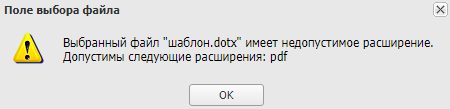 Поле выбора файла
Выбранный файл "шаблон.dotx" имеет недопустимое расширение.
Допустимы следующие расширения: pdf
OK